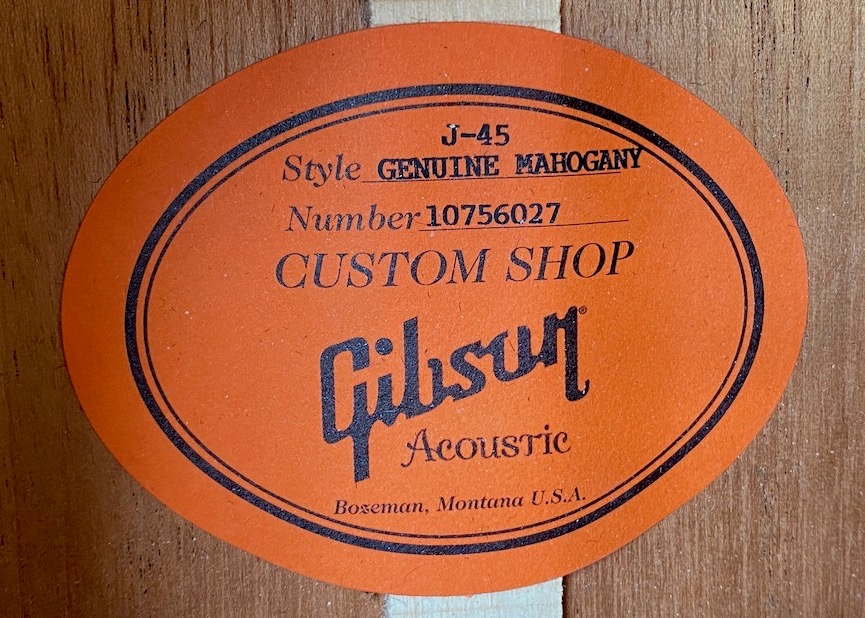 J-45
Style GENUINE MAHOGANY
Number 10756027
CUSTOM SHOP
Gibson®
Acoustic
Bozeman, Montana U.S.A.